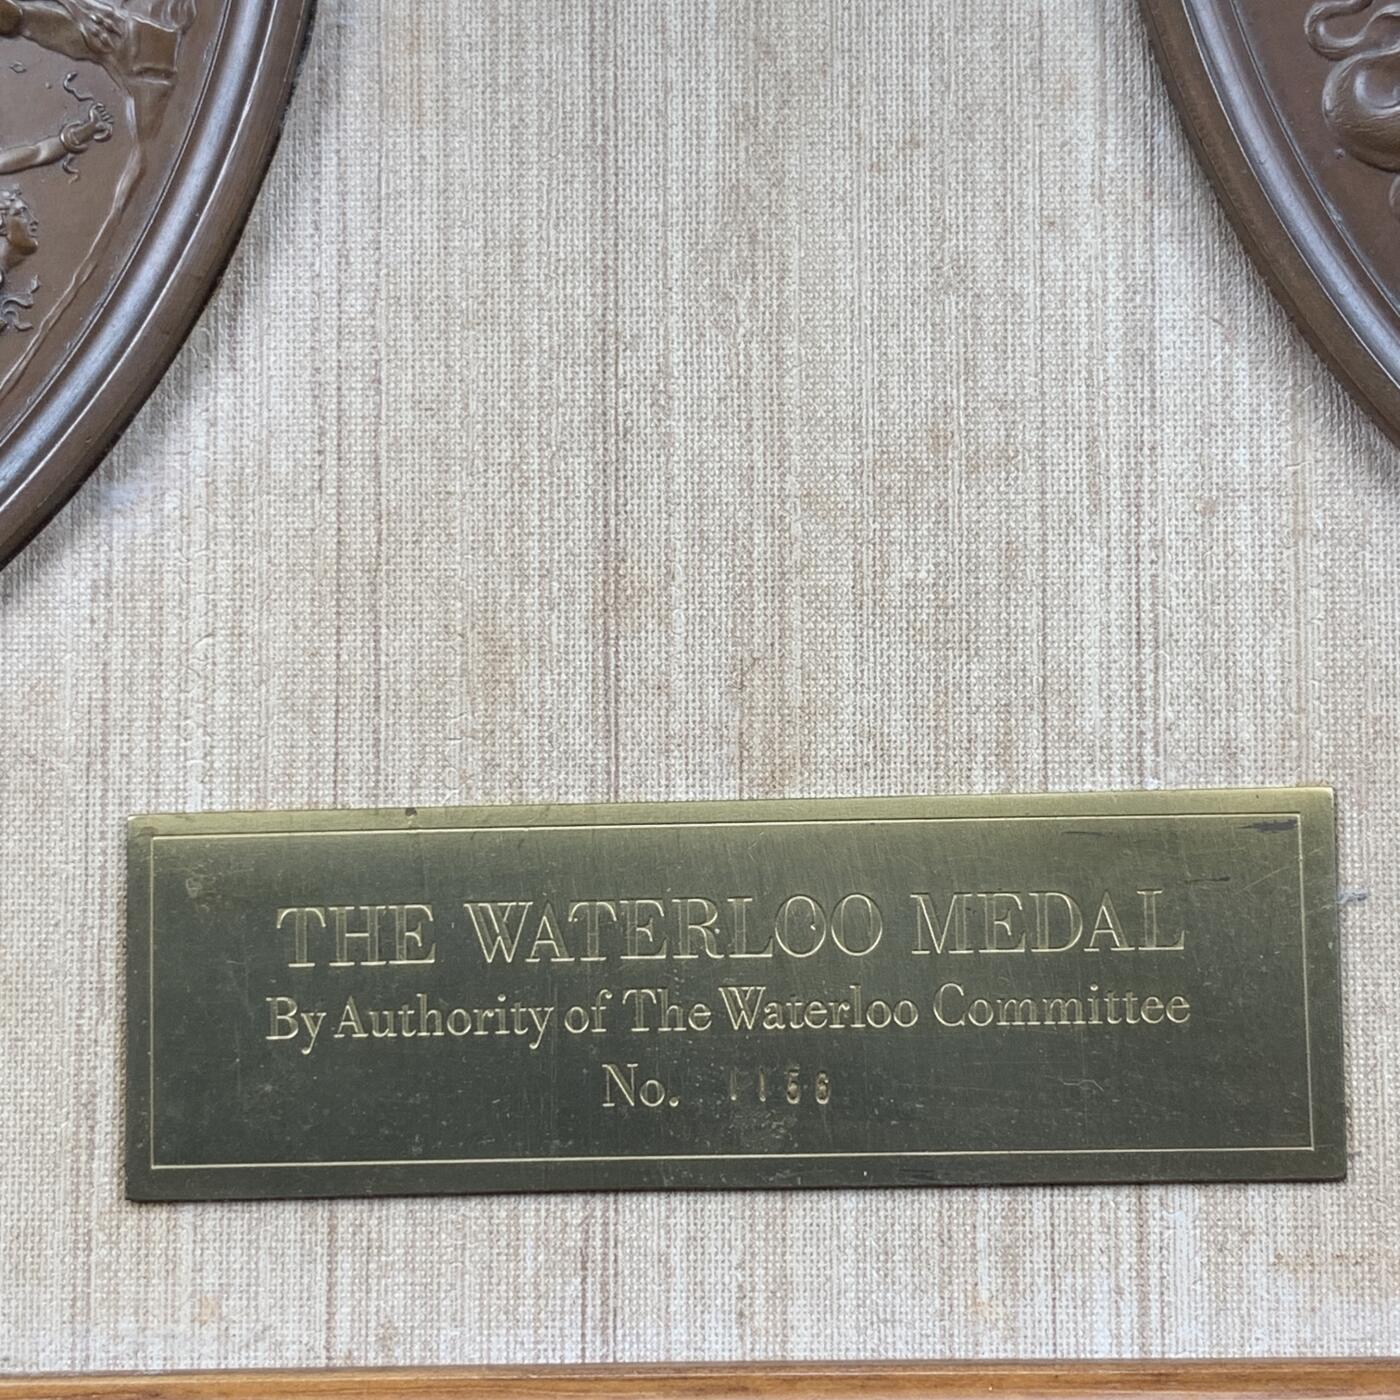 THE WATERLOO MEDAL
By Authority of The Waterloo Committee
No. 1156